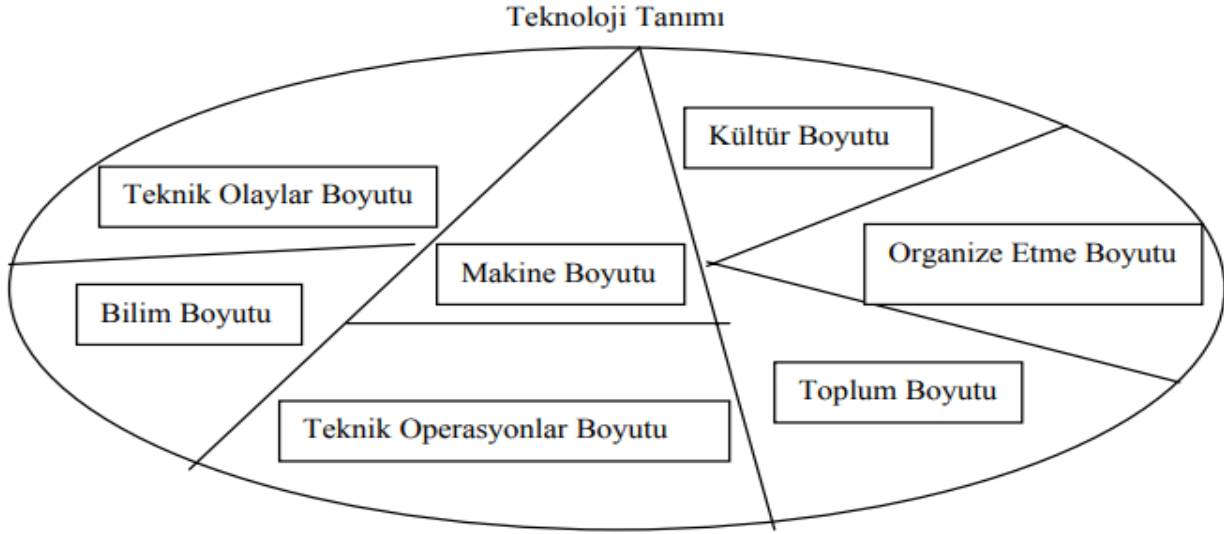 Teknoloji Tanımı
Kültür Boyutu
Teknik Olaylar Boyutu
Organize Etme Boyutu
Makine Boyutu
Bilim Boyutu
Toplum Boyutu
Teknik Operasyonlar Boyutu